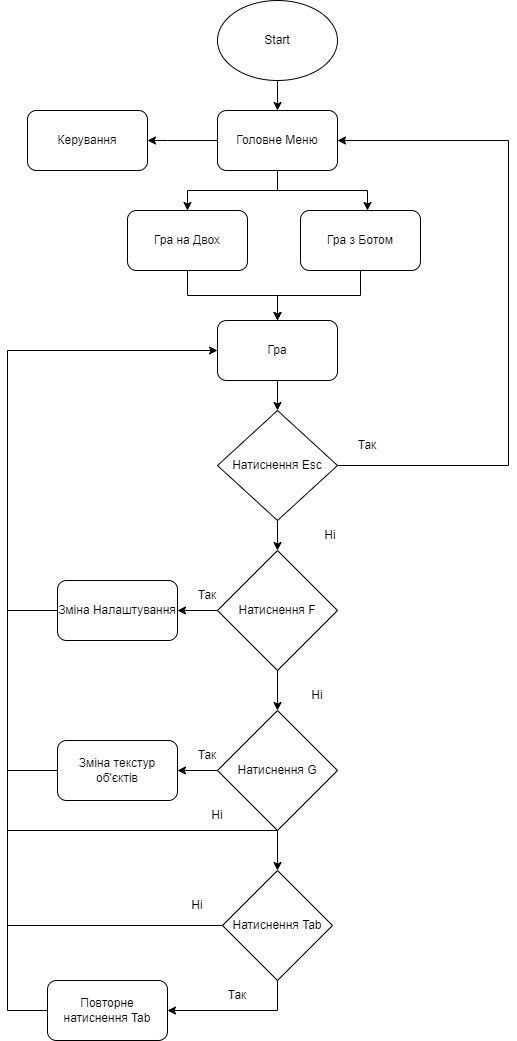 Start
Керування
Головне Меню
Гра на Двох
Гра з Ботом
Гра
Натиснення Esc
Так
Ні
Зміна Налаштування
Так
Натиснення F
Ні
Зміна текстур
об'єктів
Так
Натиснення G
Ні
Ні
Натиснення Tab
Так
Повторне
натиснення Tab